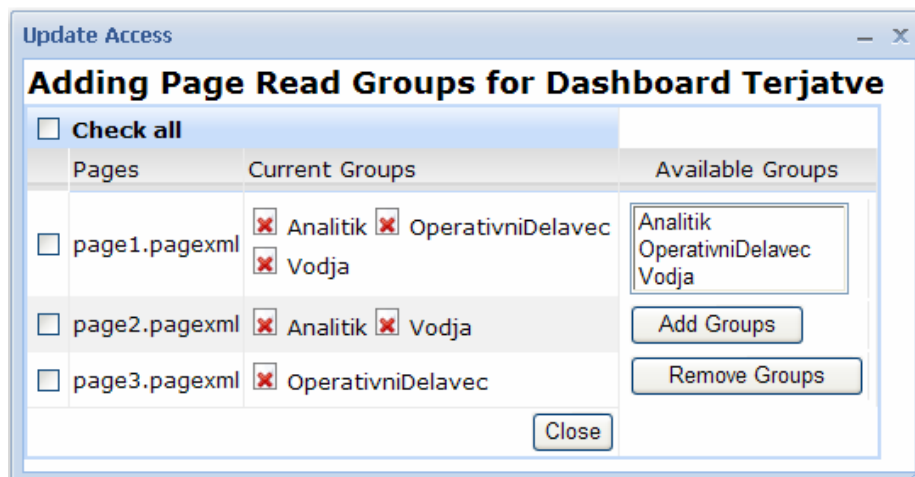 Update Access
Adding Page Read Groups for Dashboard Terjatve
Check all
Pages Current Groups Available Groups
page1.pagexml Analitik OperativniDelavec
Vodja
Analitik
OperativniDelavec
Vodja
page2.pagexml Analitik Vodja Add Groups
page3.pagexml OperativniDelavec Remove Groups
Close